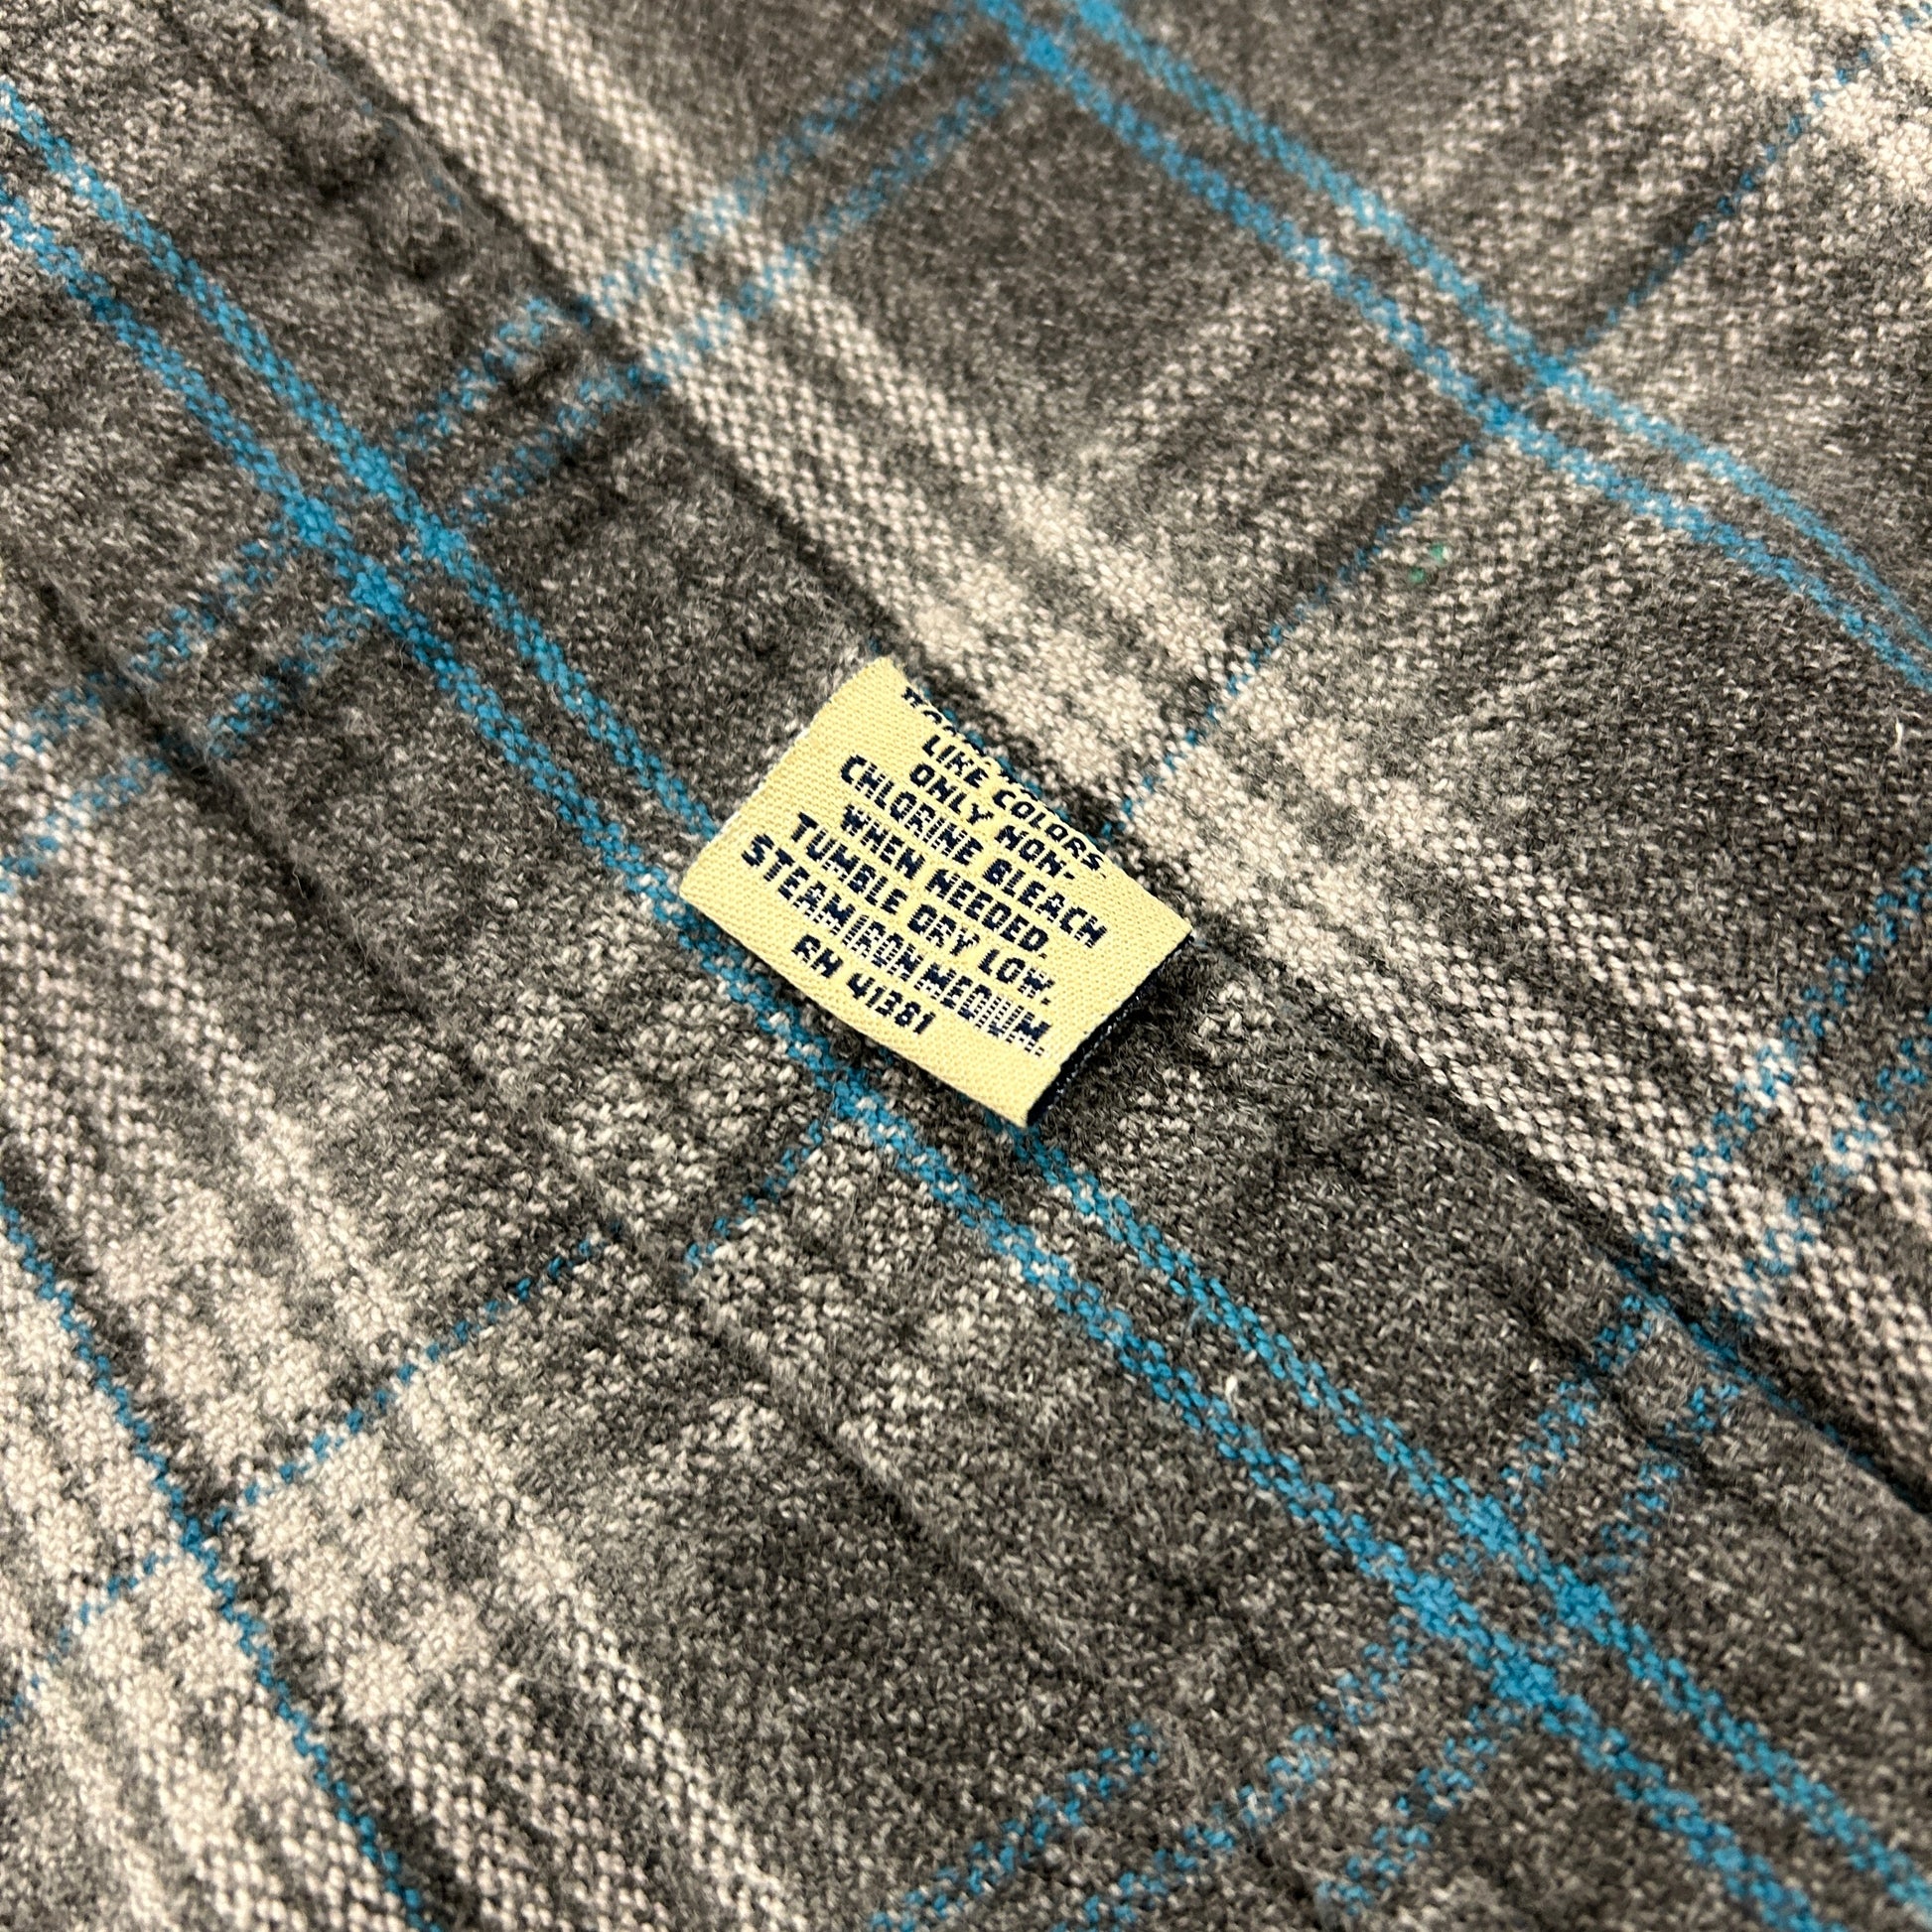 LIKE COLORS
ONLY NON-
CHLORINE BLEACH
WHEN NEEDED.
TUMBLE DRY LOW.
STEAM IRON MEDIUM.
RN 41381